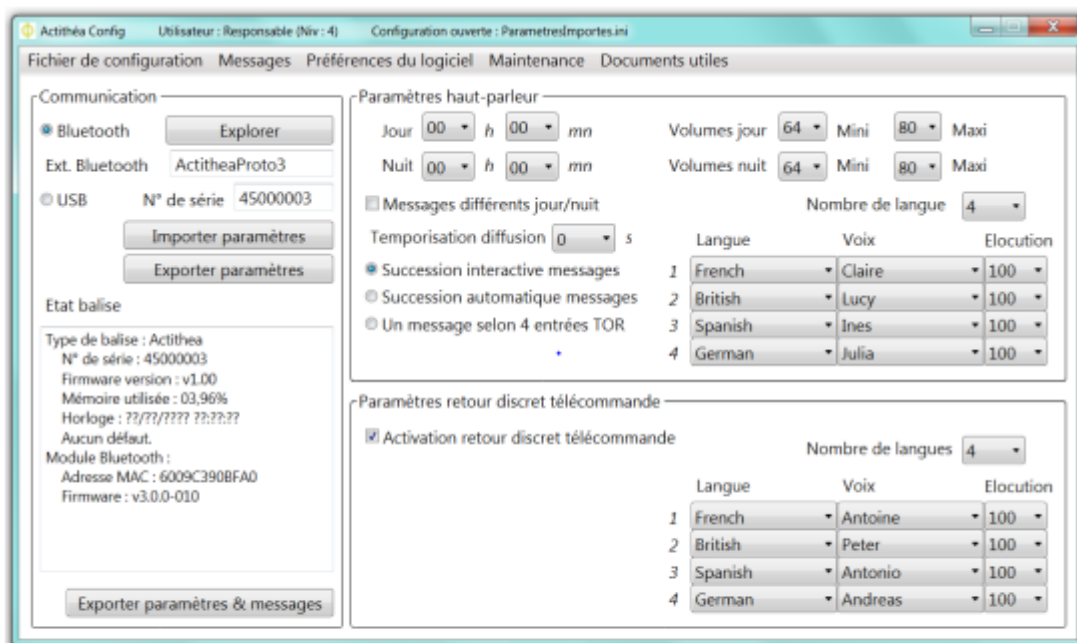 Actithéa Config Utilisateur : Responsable (Niv : 4) Configuration ouverte : ParametresImportes.ini
Fichier de configuration Messages Préférences du logiciel Maintenance Documents utiles
Communication
Bluetooth Explorer
Ext. Bluetooth ActitheaProto3
USB N° de série 45000003
Importer paramètres
Exporter paramètres
Etat balise
Type de balise : Actithea
N° de série : 45000003
Firmware version : v1.00
Mémoire utilisée : 03,96%
Horloge : ??/??/???? ??:??:??
Aucun défaut.
Module Bluetooth :
Adresse MAC : 6009C390BFA0
Firmware : v3.0.0-010
Exporter paramètres & messages
Paramètres haut-parleur
Jour 00 h 00 mn Volumes jour 64 Mini 80 Maxi
Nuit 00 h 00 mn Volumes nuit 64 Mini 80 Maxi
Messages différents jour/nuit Nombre de langue 4
Temporisation diffusion 0 s
Succession interactive messages
Succession automatique messages
Un message selon 4 entrées TOR
Langue Voix Elocution
1 French Claire 100
2 British Lucy 100
3 Spanish Ines 100
4 German Julia 100
Paramètres retour discret télécommande
Activation retour discret télécommande
Nombre de langues 4
Langue Voix Elocution
1 French Antoine 100
2 British Peter 100
3 Spanish Antonio 100
4 German Andreas 100